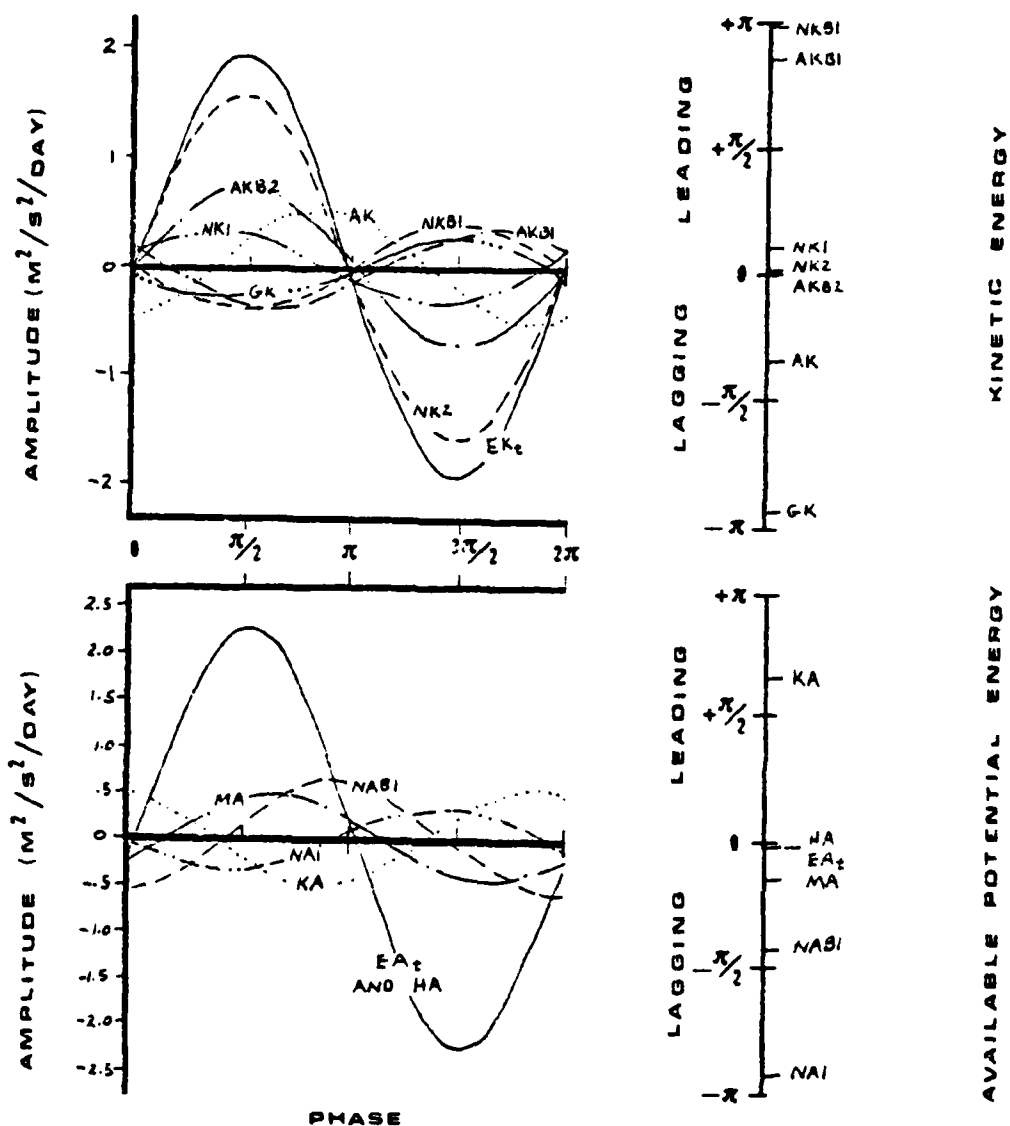 AMPLITUDE (M²/S²/DAY)
2
1
0
-1
-2
AKB2
NK1
AK
NKB1
AKB1
GK
NK2
EKt
0
π/2
π
3π/2
2π
LEADING
LAGGING
+π
+π/2
0
-π/2
-π
NKB1
AKB1
NK1
NK2
AKB2
AK
GK
KINETIC ENERGY
AMPLITUDE (M²/S²/DAY)
2.5
2.0
1.5
1.0
.5
0
-.5
-1.0
-1.5
-2.0
-2.5
MA
NAB1
NA1
KA
EAt
AND HA
PHASE
LEADING
LAGGING
+π
+π/2
0
-π/2
-π
KA
HA
EAt
MA
NAB1
NA1
AVAILABLE POTENTIAL ENERGY